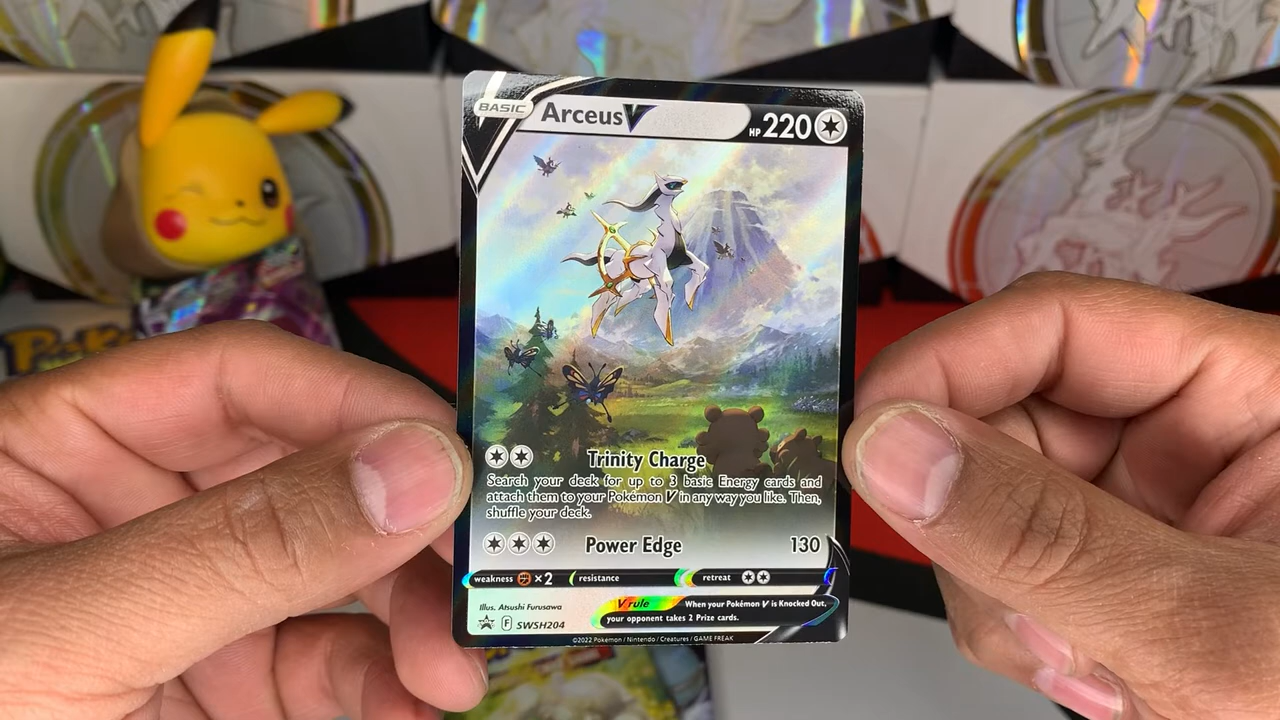 BASIC
Arceus V
HP 220
Trinity Charge
Search your deck for up to 3 basic Energy cards and
attach them to your Pokémon V in any way you like. Then,
shuffle your deck.
Power Edge 130
weakness ×2 resistance retreat
Illus. Atsushi Furusawa
V rule When your Pokémon V is Knocked Out,
your opponent takes 2 Prize cards.
F SWSH204
©2022 Pokémon / Nintendo / Creatures / GAME FREAK